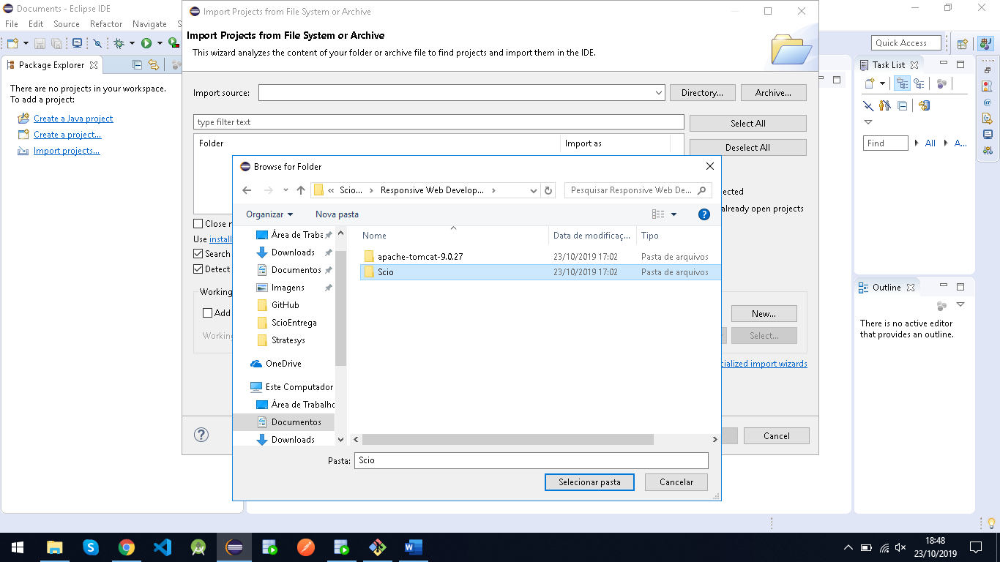 Documents - Eclipse IDE
File Edit Source Refactor Navigate
Quick Access
Package Explorer
There are no projects in your workspace.
To add a project:
Create a Java project
Create a project...
Import projects...
Import Projects from File System or Archive
Import Projects from File System or Archive
This wizard analyzes the content of your folder or archive file to find projects and import them in the IDE.
Import source:
Directory...
Archive...
type filter text
Select All
Folder
Import as
Deselect All
already open projects
Close
Use install
Search
Detect
Working
Add
New...
Working
Select...
Cancel
Browse for Folder
« Scio... > Responsive Web Develop... >
Pesquisar Responsive Web De...
Organizar
Nova pasta
Área de Traba
Downloads
Documentos
Imagens
GitHub
ScioEntrega
Stratesys
OneDrive
Este Computador
Área de Trabalho
Documentos
Downloads
Nome Data de modificaç... Tipo
apache-tomcat-9.0.27 23/10/2019 17:02 Pasta de arquivos
Scio 23/10/2019 17:02 Pasta de arquivos
Pasta: Scio
Selecionar pasta
Cancelar
Task List
Find
All
A...
Outline
There is no active editor
that provides an outline.
18:48
23/10/2019